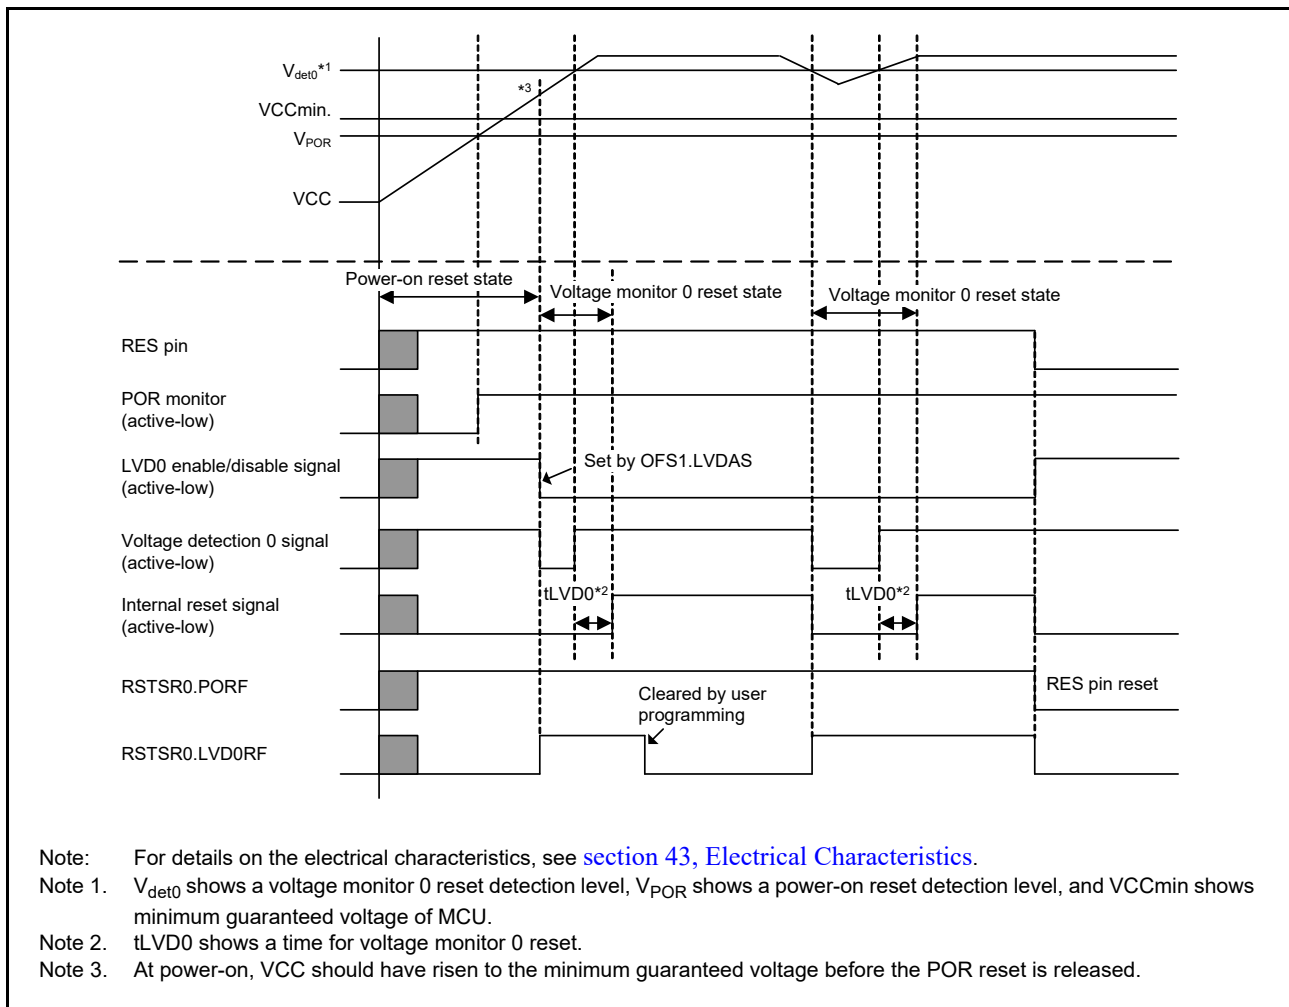 Vdet0*1
*3
VCCmin.
VPOR
VCC
Power-on reset state
Voltage monitor 0 reset state
Voltage monitor 0 reset state
RES pin
POR monitor
(active-low)
LVD0 enable/disable signal
(active-low)
Set by OFS1.LVDAS
Voltage detection 0 signal
(active-low)
tLVD0*2
tLVD0*2
Internal reset signal
(active-low)
RSTSR0.PORF
RES pin reset
Cleared by user
programming
RSTSR0.LVD0RF
Note: For details on the electrical characteristics, see section 43, Electrical Characteristics.
Note 1. Vdet0 shows a voltage monitor 0 reset detection level, VPOR shows a power-on reset detection level, and VCCmin shows
minimum guaranteed voltage of MCU.
Note 2. tLVD0 shows a time for voltage monitor 0 reset.
Note 3. At power-on, VCC should have risen to the minimum guaranteed voltage before the POR reset is released.